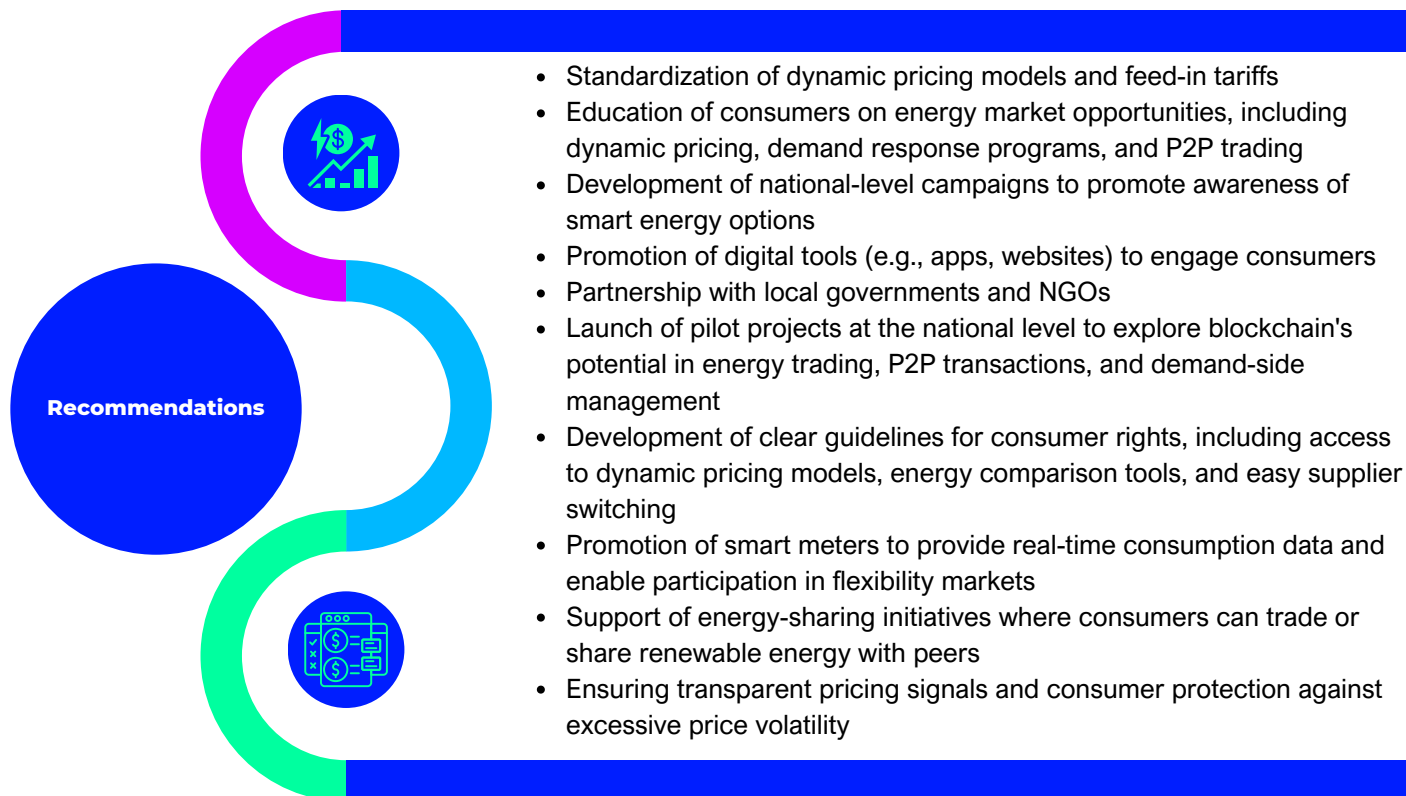 • Standardization of dynamic pricing models and feed-in tariffs
• Education of consumers on energy market opportunities, including
dynamic pricing, demand response programs, and P2P trading
• Development of national-level campaigns to promote awareness of
smart energy options
• Promotion of digital tools (e.g., apps, websites) to engage consumers
• Partnership with local governments and NGOs
• Launch of pilot projects at the national level to explore blockchain's
potential in energy trading, P2P transactions, and demand-side
management
• Development of clear guidelines for consumer rights, including access
to dynamic pricing models, energy comparison tools, and easy supplier
switching
• Promotion of smart meters to provide real-time consumption data and
enable participation in flexibility markets
• Support of energy-sharing initiatives where consumers can trade or
share renewable energy with peers
• Ensuring transparent pricing signals and consumer protection against
excessive price volatility
Recommendations